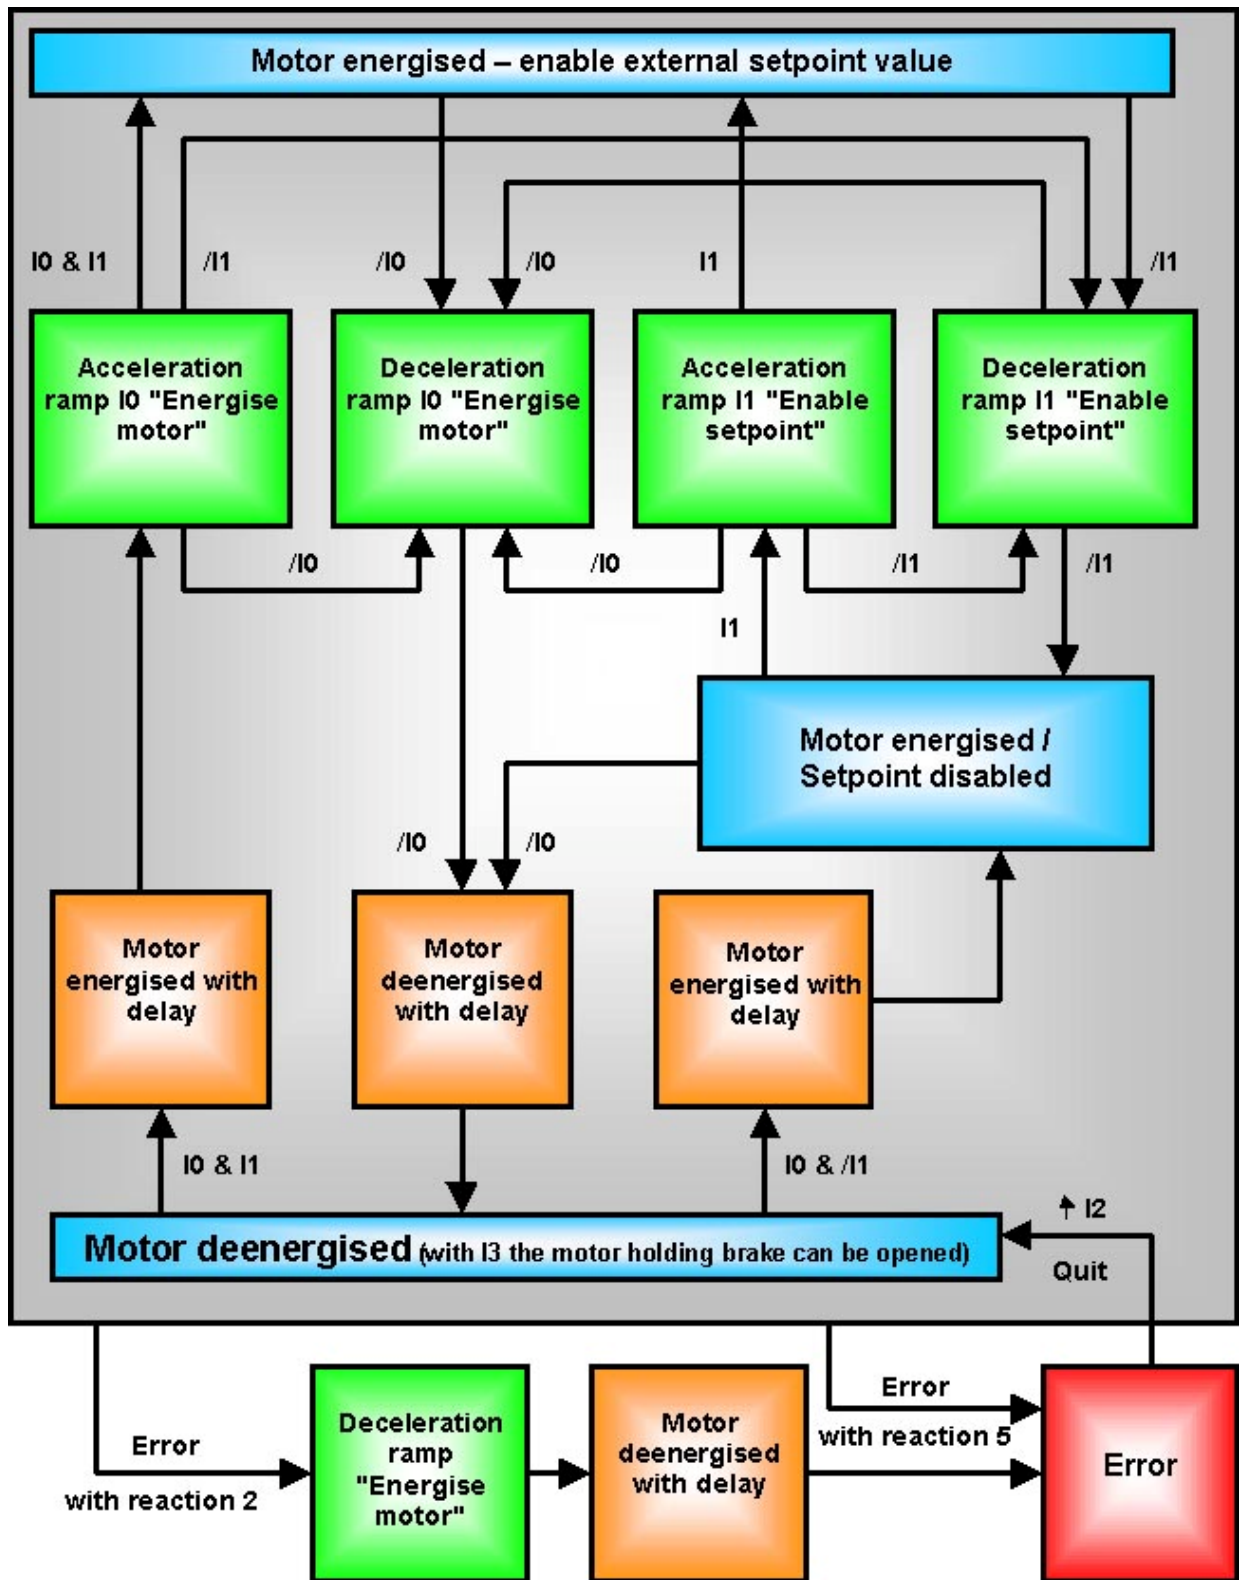 Motor energised – enable external setpoint value
I0 & I1
/I1
/I0
/I0
I1
/I1
Acceleration
ramp I0 "Energise
motor"
Deceleration
ramp I0 "Energise
motor"
Acceleration
ramp I1 "Enable
setpoint"
Deceleration
ramp I1 "Enable
setpoint"
/I0
/I0
/I1
/I1
I1
Motor energised /
Setpoint disabled
/I0
/I0
Motor
energised with
delay
Motor
deenergised
with delay
Motor
energised with
delay
I0 & I1
I0 & /I1
I2
Motor deenergised (with I3 the motor holding brake can be opened)
Quit
Error
with reaction 2
Deceleration
ramp
"Energise
motor"
Motor
deenergised
with delay
Error
with reaction 5
Error